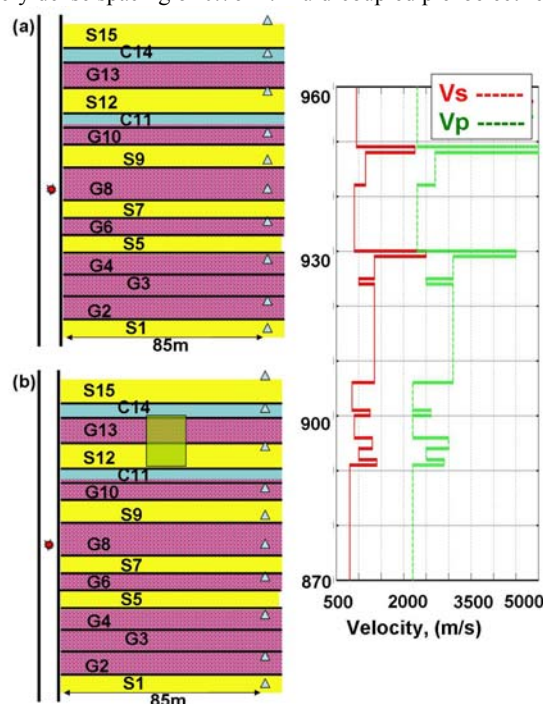 (a)
S15
C14
G13
S12
C11
G10
S9
G8
S7
G6
S5
G4
G3
G2
S1
85m
(b)
S15
C14
G13
S12
C11
G10
S9
G8
S7
G6
S5
G4
G3
G2
S1
85m
Vs ------
Vp ------
960
930
900
870
500 2000 3500 5000
Velocity, (m/s)